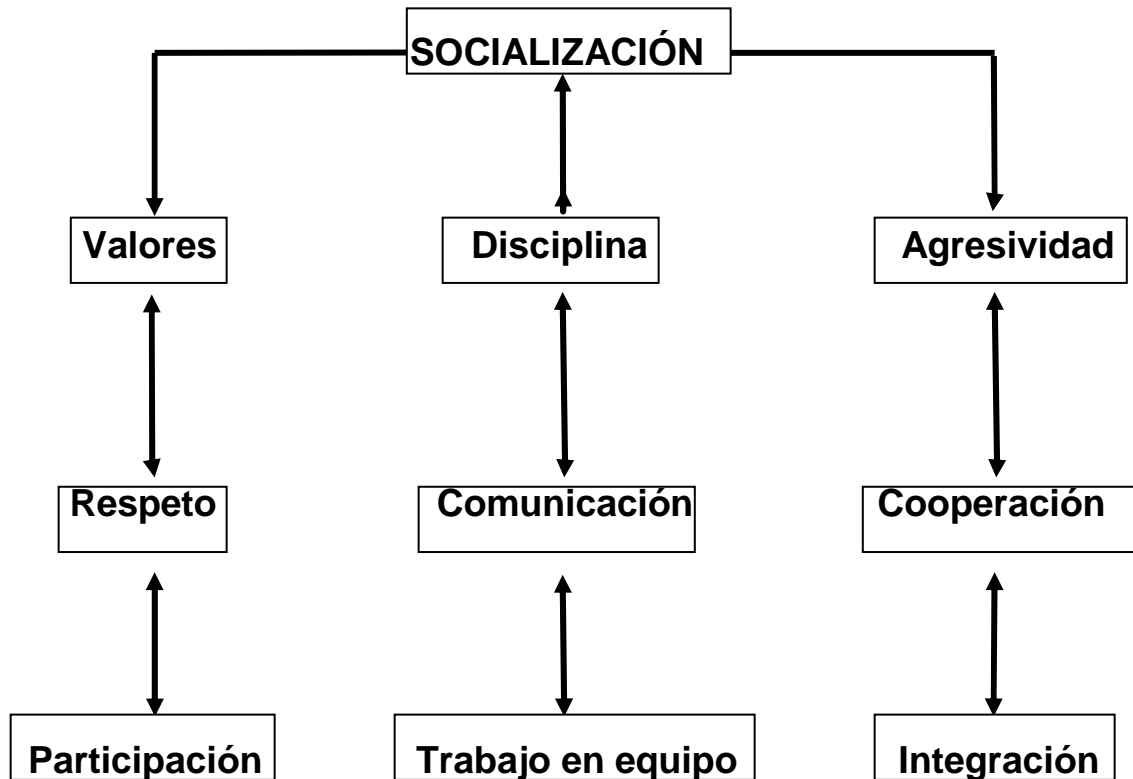 SOCIALIZACIÓN
Valores
Disciplina
Agresividad
Respeto
Comunicación
Cooperación
Participación
Trabajo en equipo
Integración